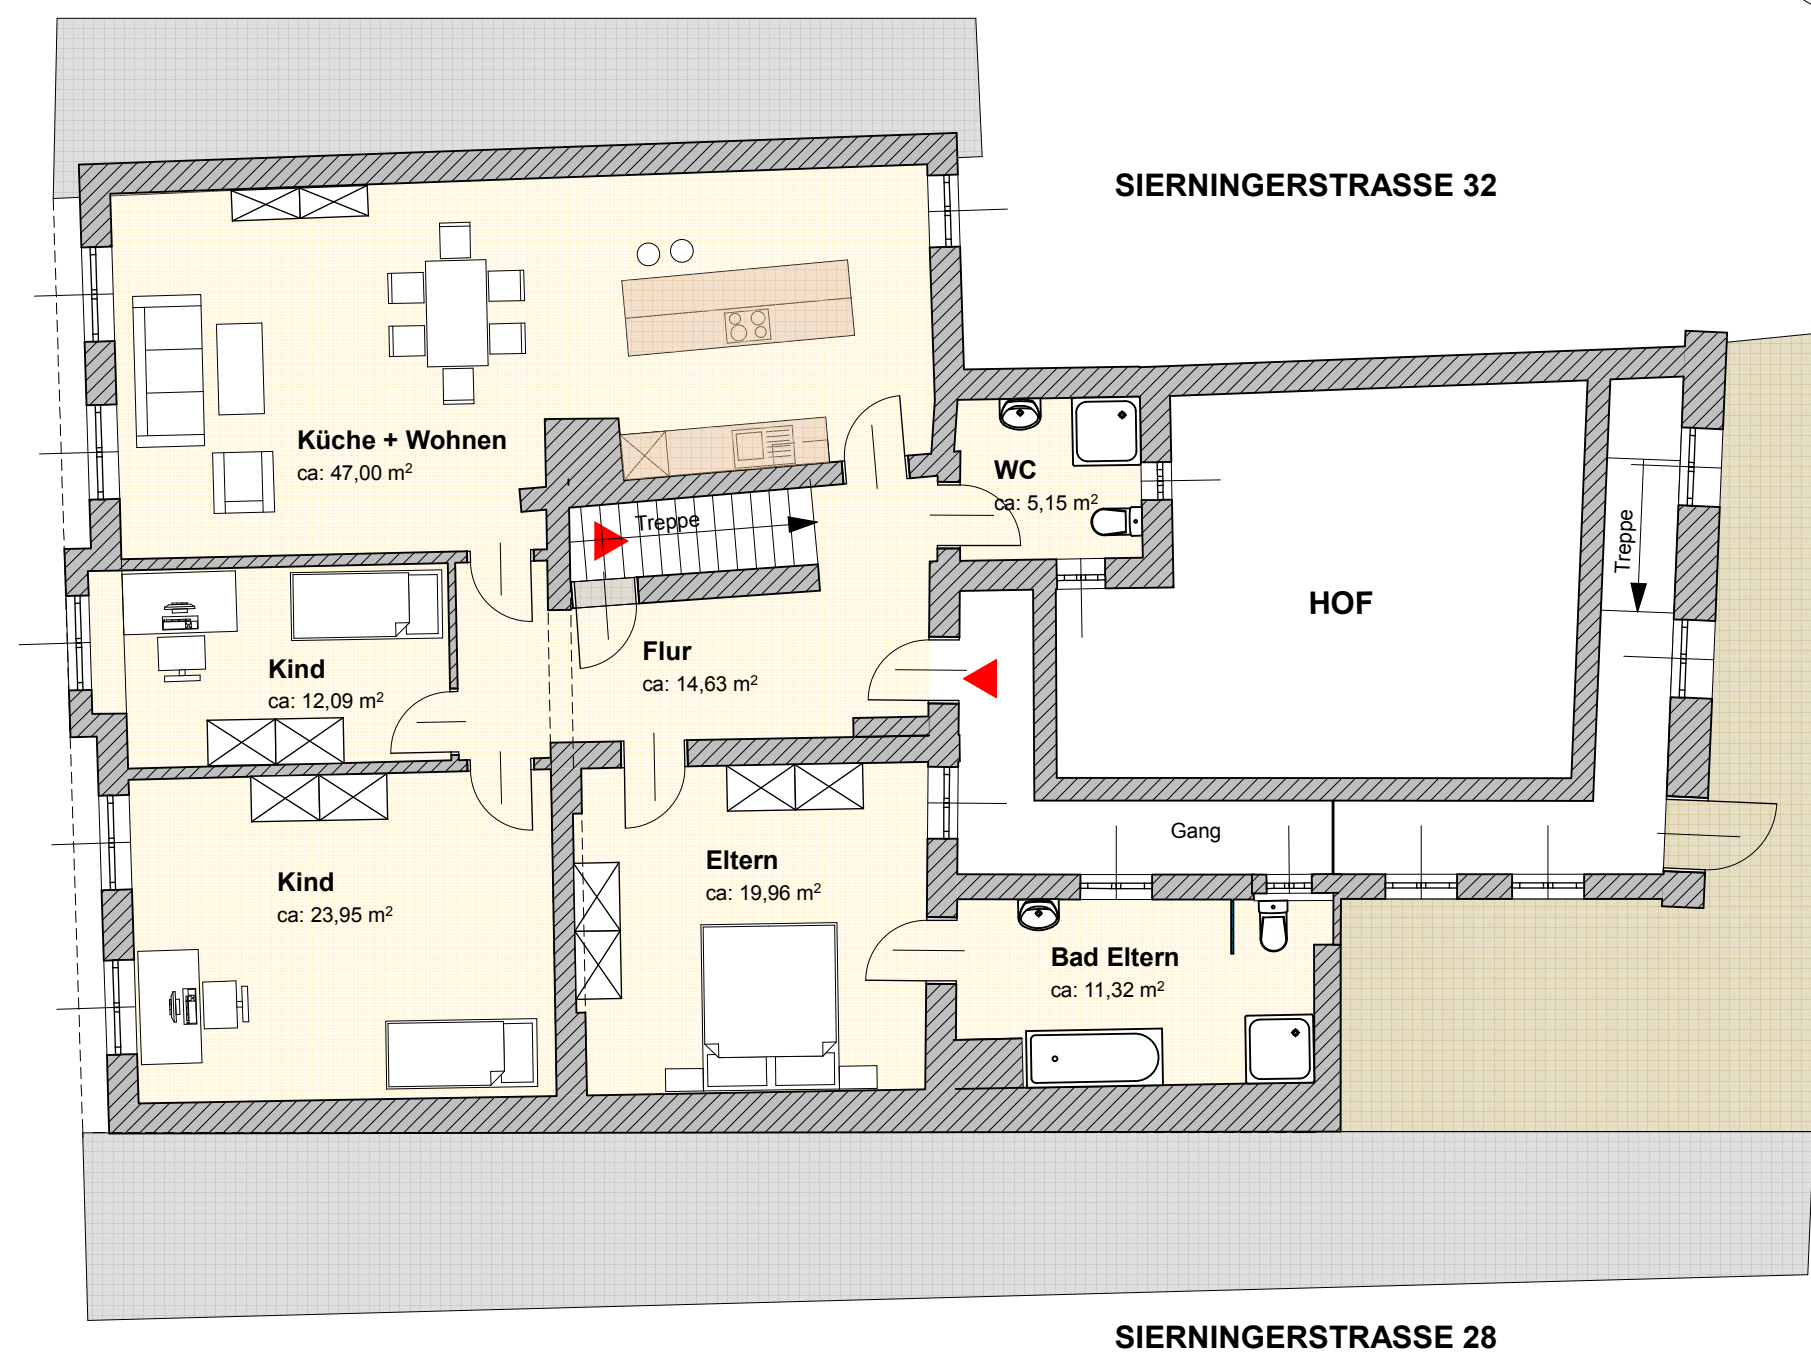 SIERNINGERSTRASSE 32
Küche + Wohnen
ca: 47,00 m²
WC
ca: 5,15 m²
Treppe
Treppe
HOF
Flur
ca: 14,63 m²
Kind
ca: 12,09 m²
Gang
Eltern
ca: 19,96 m²
Kind
ca: 23,95 m²
Bad Eltern
ca: 11,32 m²
SIERNINGERSTRASSE 28